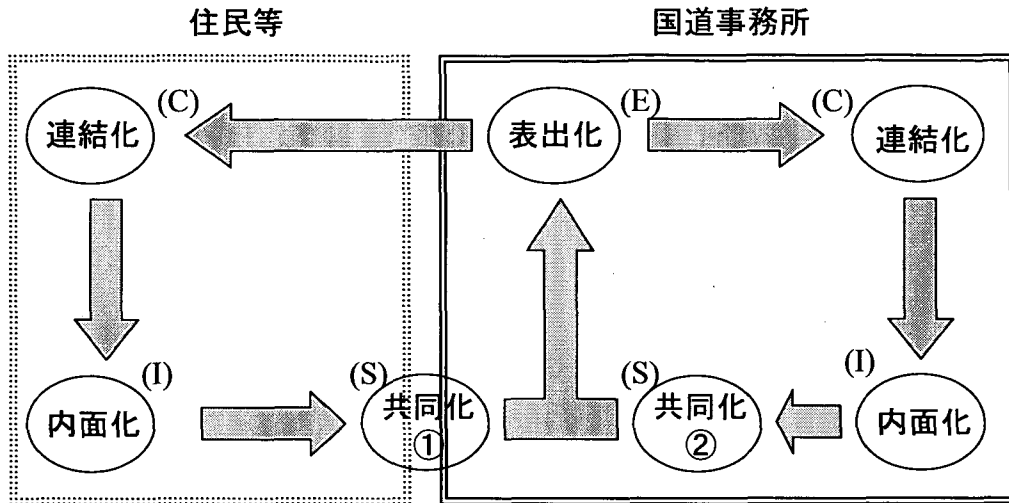 住民等
国道事務所
(C)
連結化
(E)
表出化
(C)
連結化
(I)
内面化
(S)
共同化
①
(S)
共同化
②
(I)
内面化